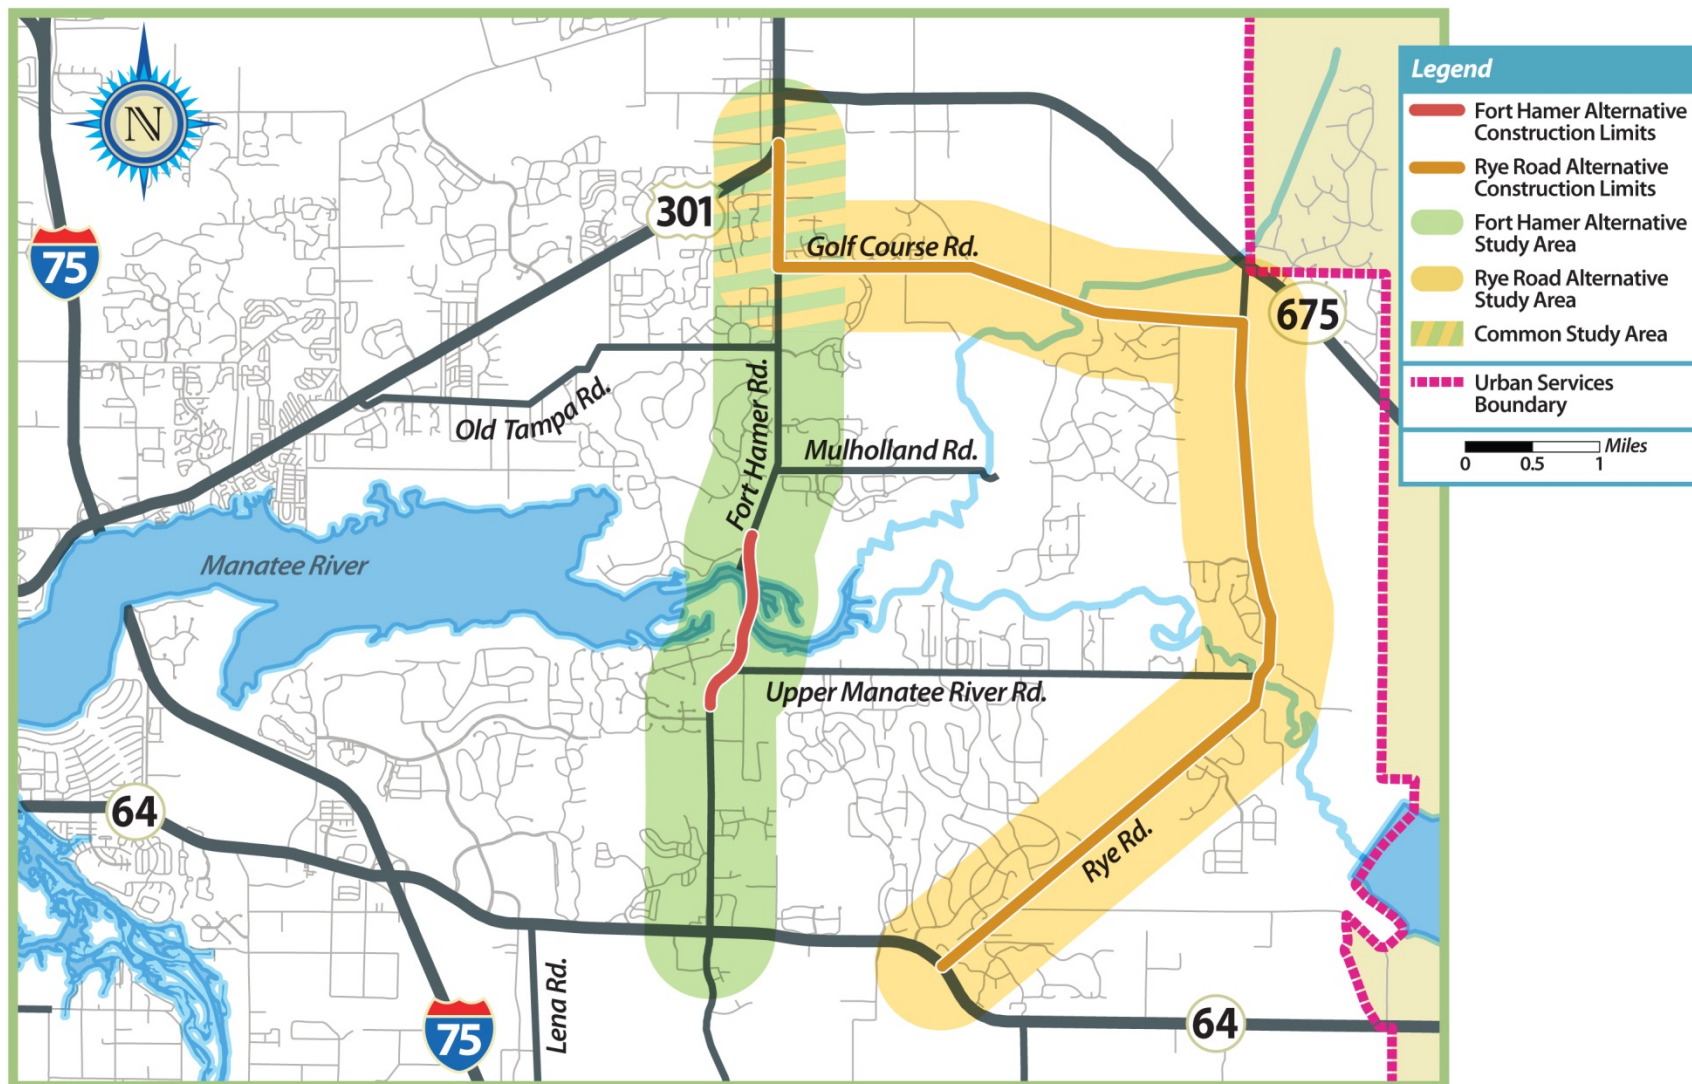 N
75
301
Golf Course Rd.
675
Old Tampa Rd.
Fort Hamer Rd.
Mulholland Rd.
Manatee River
Upper Manatee River Rd.
64
Rye Rd.
Lena Rd.
75
64
Legend
Fort Hamer Alternative
Construction Limits
Rye Road Alternative
Construction Limits
Fort Hamer Alternative
Study Area
Rye Road Alternative
Study Area
Common Study Area
Urban Services
Boundary
Miles
0 0.5 1